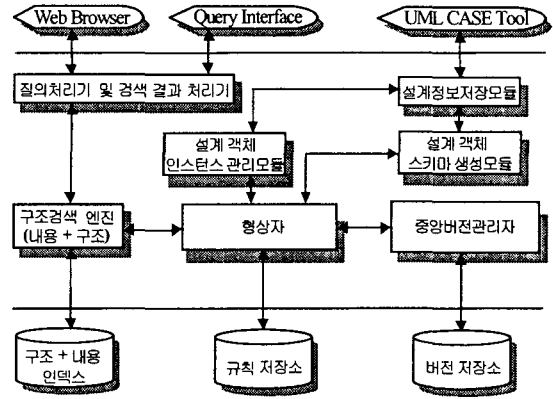 Web Browser
Query Interface
UML CASE Tool
질의처리기 및 검색 결과 처리기
설계정보저장모듈
설계 객체
인스턴스 관리모듈
설계 객체
스키마 생성모듈
구조검색 엔진
(내용 + 구조)
형상자
중앙버전관리자
구조 + 내용
인덱스
규칙 저장소
버전 저장소